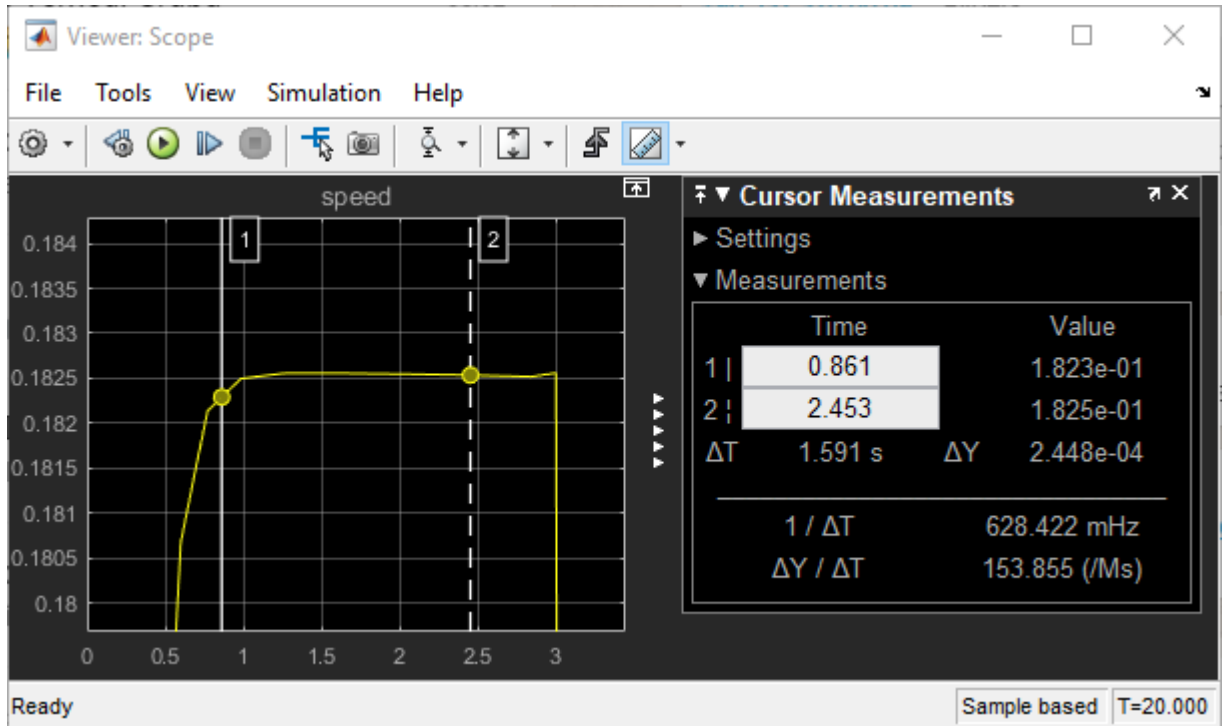 Viewer: Scope
File Tools View Simulation Help
speed
1
2
0.184
0.1835
0.183
0.1825
0.182
0.1815
0.181
0.1805
0.18
0 0.5 1 1.5 2 2.5 3
Cursor Measurements
Settings
Measurements
Time Value
1 | 0.861 1.823e-01
2 ¦ 2.453 1.825e-01
ΔT 1.591 s ΔY 2.448e-04
1 / ΔT 628.422 mHz
ΔY / ΔT 153.855 (/Ms)
Ready Sample based T=20.000